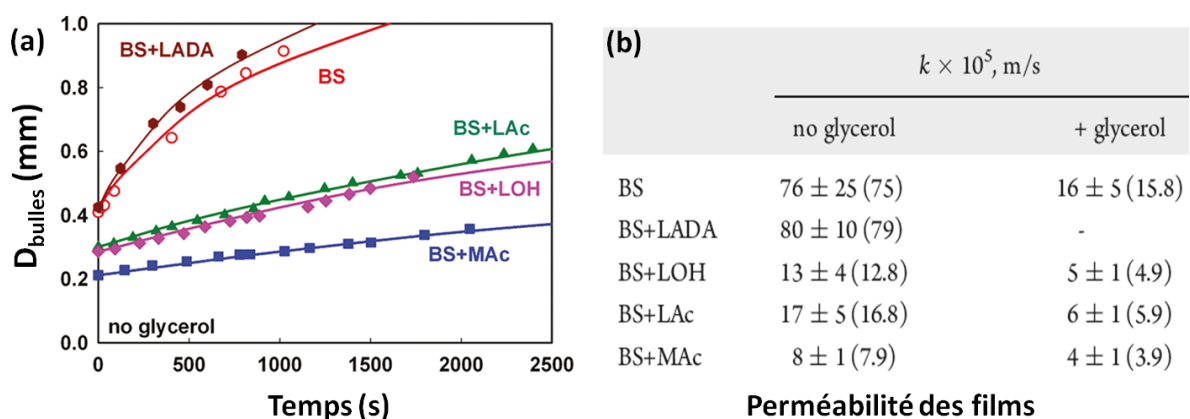 (a)
1.0
0.8
0.6
0.4
0.2
0.0
D bulles (mm)
BS+LADA
BS
BS+LAc
BS+LOH
BS+MAc
no glycerol
0 500 1000 1500 2000 2500
Temps (s)
(b)
k × 10⁵, m/s
no glycerol + glycerol
BS 76 ± 25 (75) 16 ± 5 (15.8)
BS+LADA 80 ± 10 (79) -
BS+LOH 13 ± 4 (12.8) 5 ± 1 (4.9)
BS+LAc 17 ± 5 (16.8) 6 ± 1 (5.9)
BS+MAc 8 ± 1 (7.9) 4 ± 1 (3.9)
Perméabilité des films